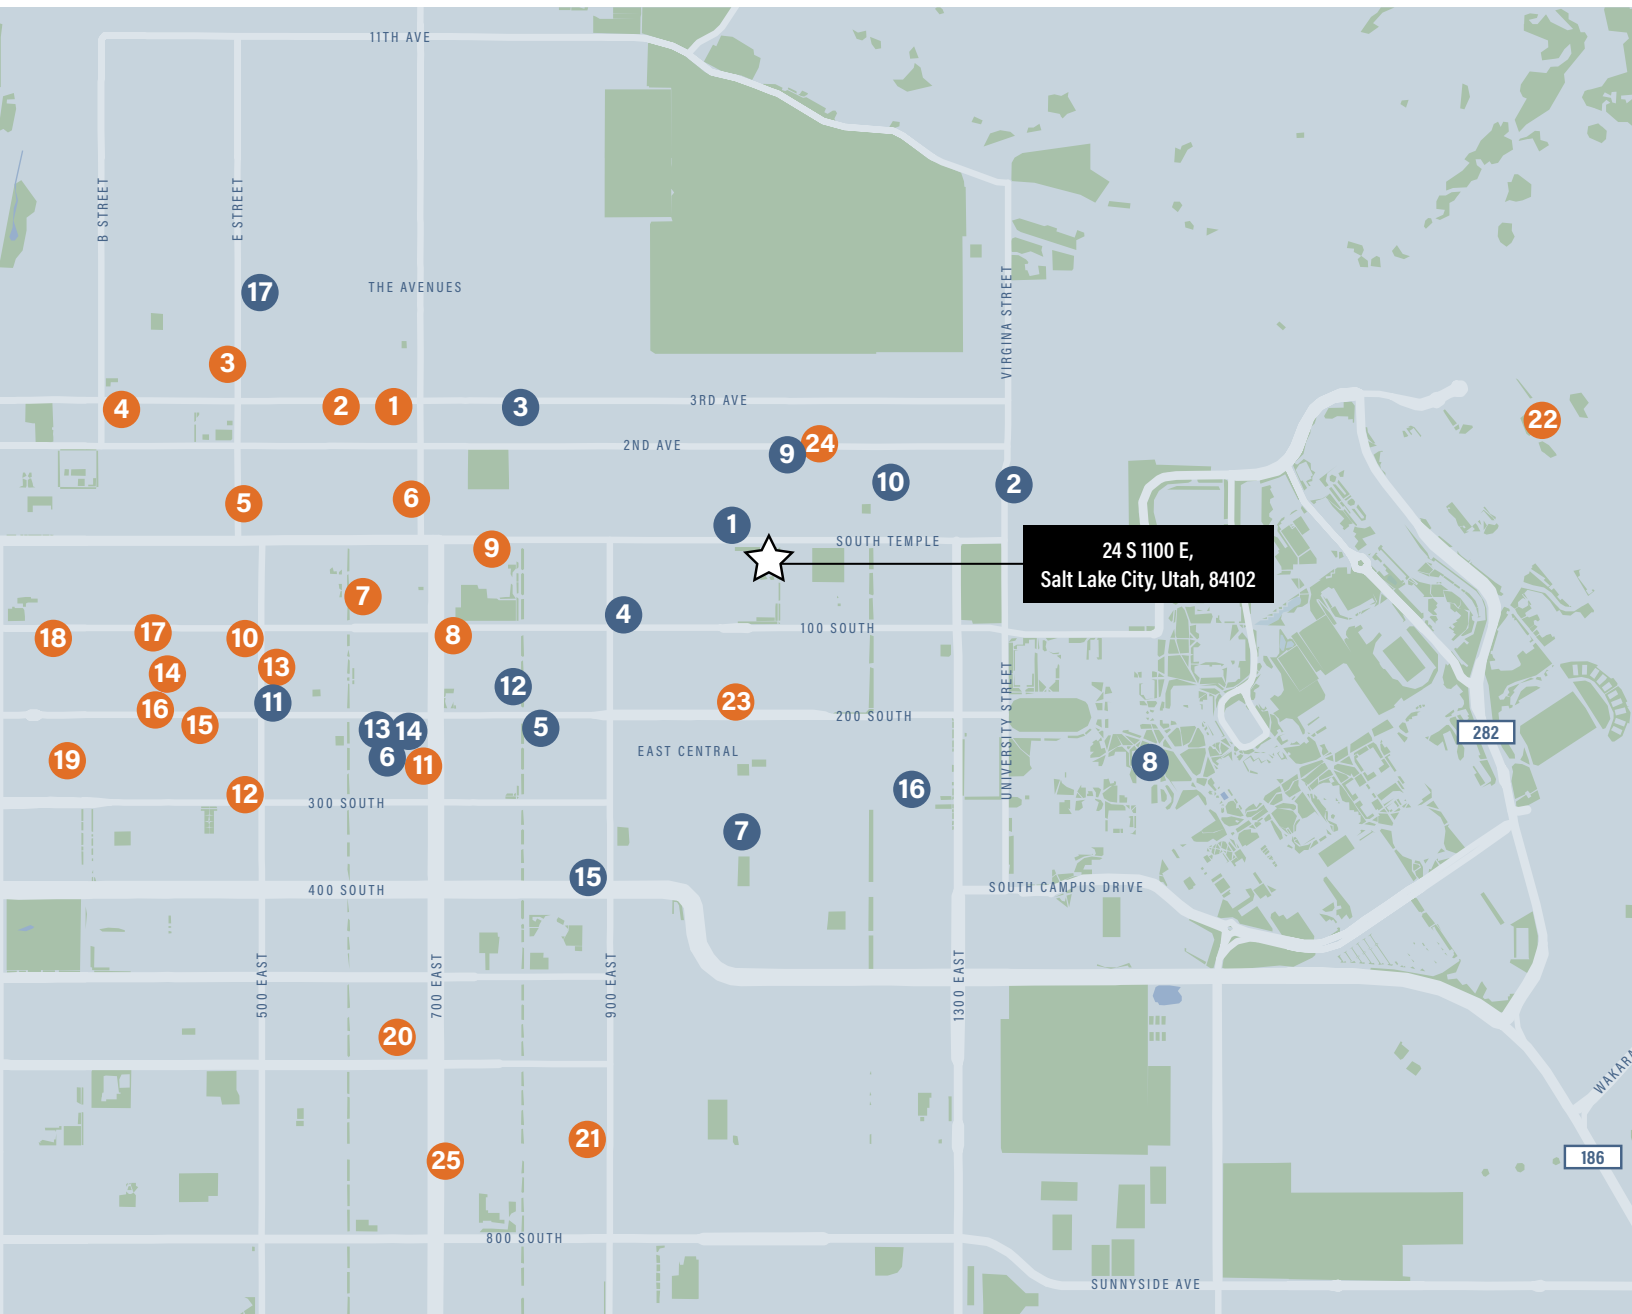 11TH AVE
B STREET
E STREET
17
THE AVENUES
VIRGINA STREET
3
4
2
1
3
3RD AVE
22
24
2ND AVE
9
10
2
5
6
1
9
SOUTH TEMPLE
24 S 1100 E,
Salt Lake City, Utah, 84102
7
4
18
17
10
8
100 SOUTH
13
14
12
11
23
16
15
13
14
5
200 SOUTH
UNIVERSITY STREET
282
6
11
EAST CENTRAL
19
8
12
300 SOUTH
16
7
15
400 SOUTH
SOUTH CAMPUS DRIVE
500 EAST
700 EAST
900 EAST
1300 EAST
20
WAKARA
21
25
186
800 SOUTH
SUNNYSIDE AVE